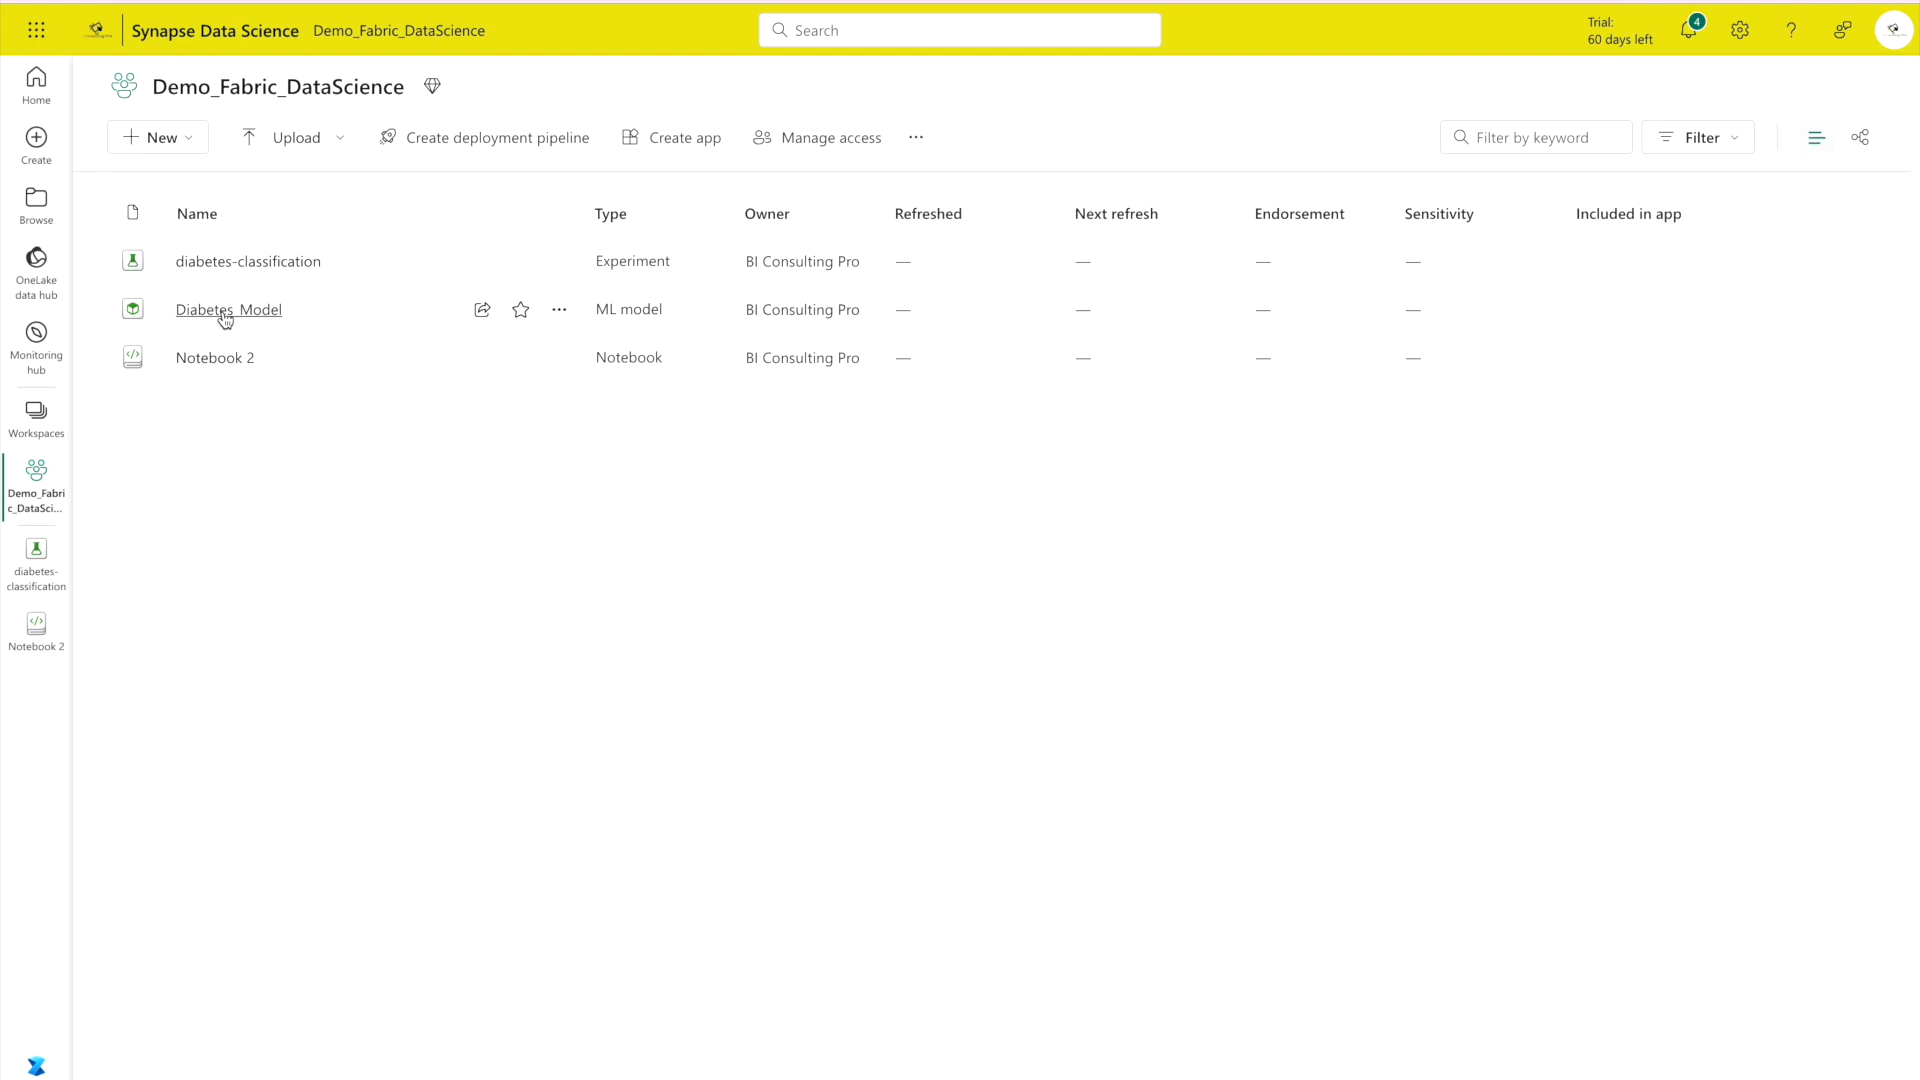 Synapse Data Science Demo_Fabric_DataScience
Search
Trial:
60 days left
4
?
Home
Create
Browse
OneLake
data hub
Monitoring
hub
Workspaces
Demo_Fabri
c_DataSci...
diabetes-
classification
Notebook 2
Demo_Fabric_DataScience
New Upload Create deployment pipeline Create app Manage access ... Filter by keyword Filter
Name Type Owner Refreshed Next refresh Endorsement Sensitivity Included in app
diabetes-classification Experiment BI Consulting Pro — — — —
Diabetes_Model ... ML model BI Consulting Pro — — — —
Notebook 2 Notebook BI Consulting Pro — — — —